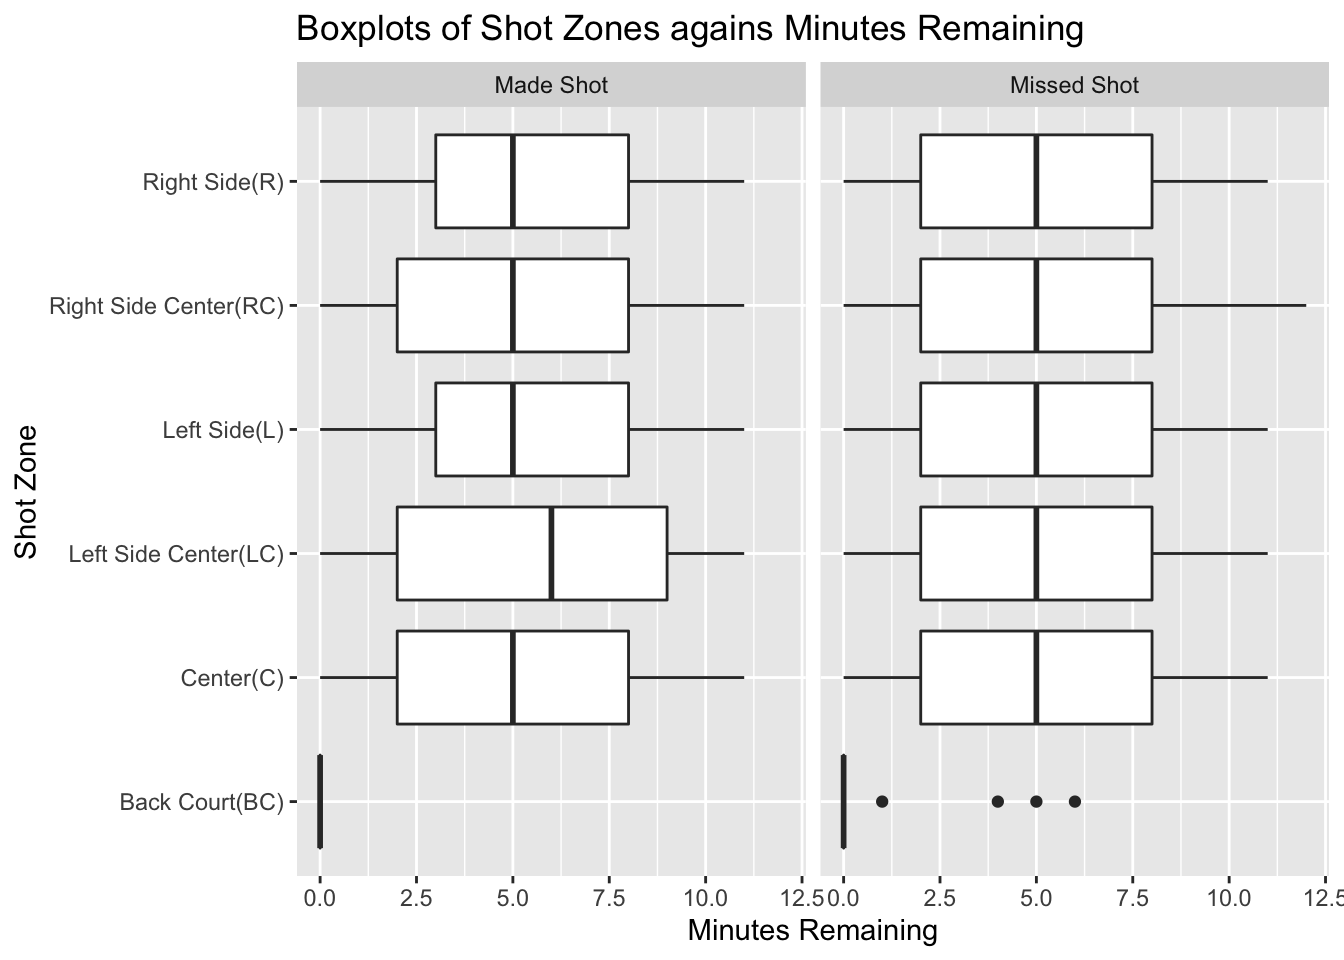 Boxplots of Shot Zones agains Minutes Remaining
Made Shot
Missed Shot
Shot Zone
Right Side(R)
Right Side Center(RC)
Left Side(L)
Left Side Center(LC)
Center(C)
Back Court(BC)
0.0 2.5 5.0 7.5 10.0 12.5
0.0 2.5 5.0 7.5 10.0 12.5
Minutes Remaining